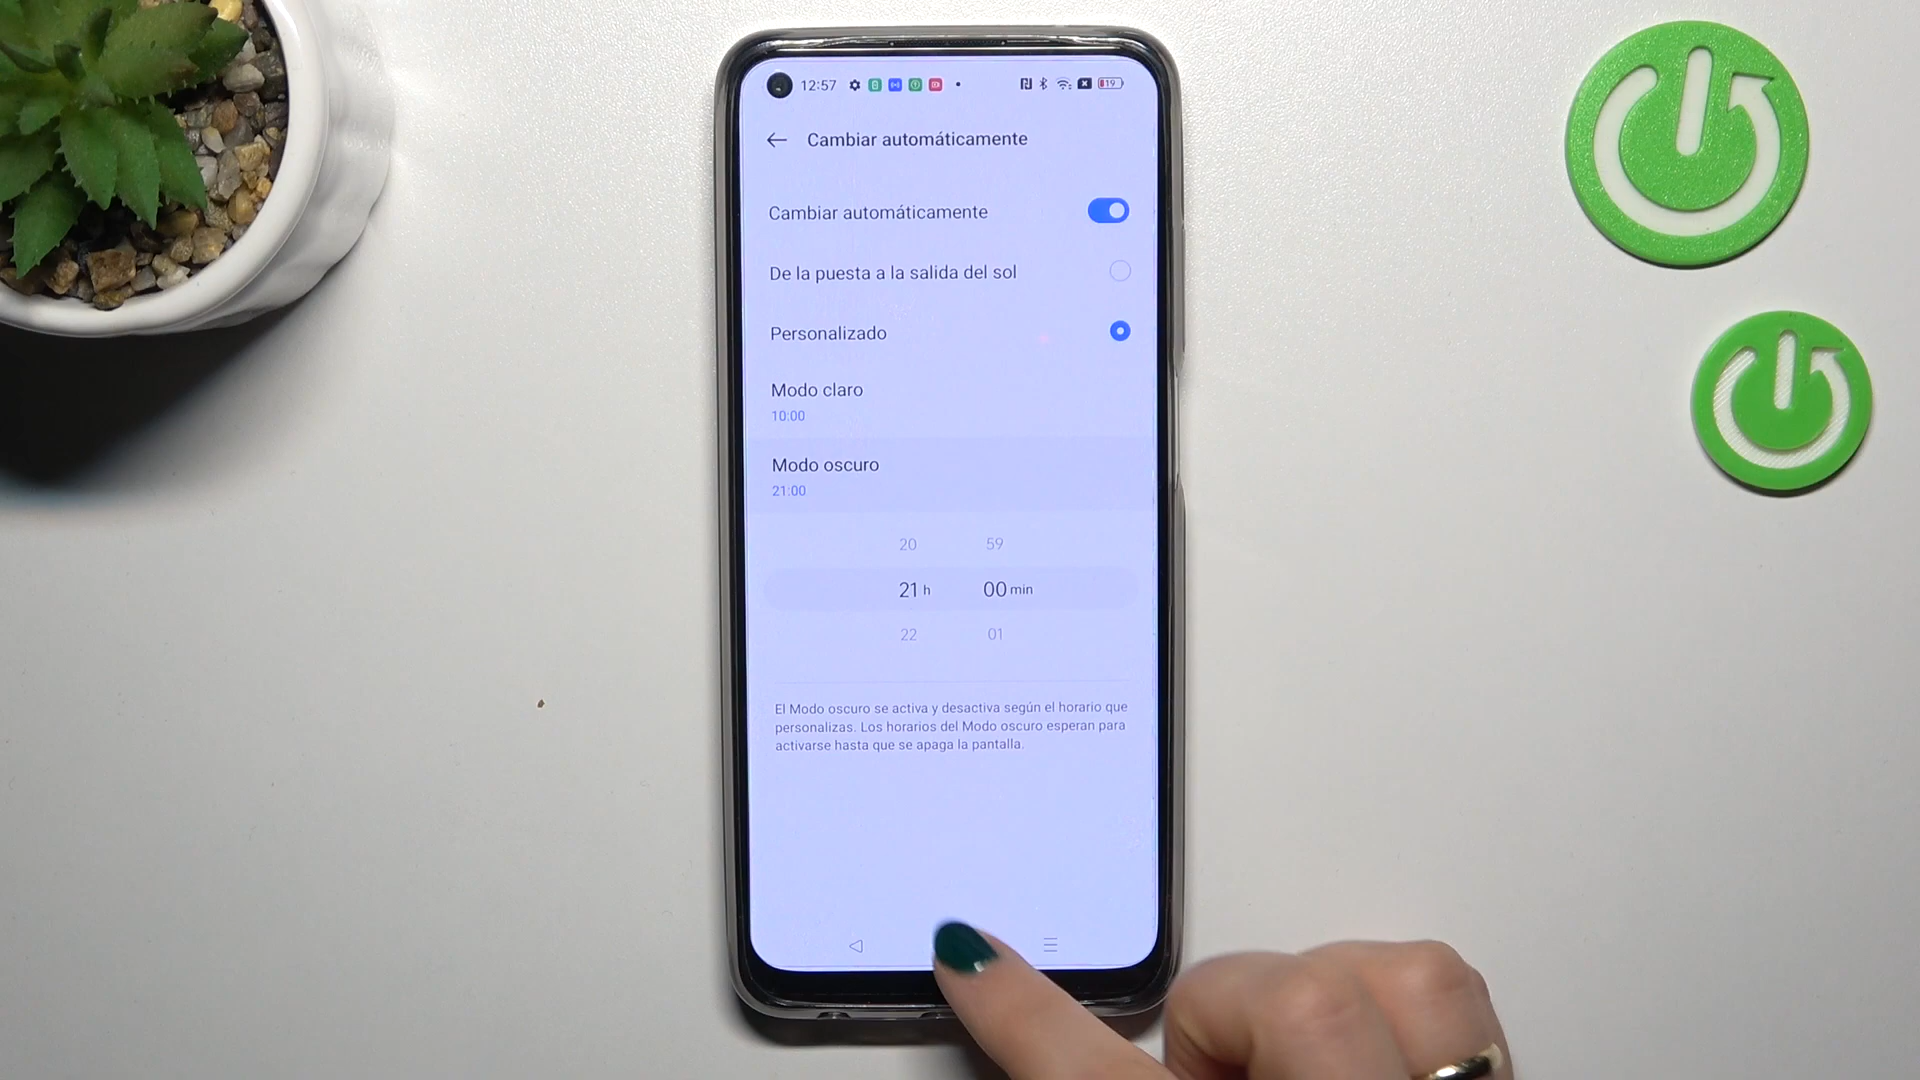 12:57
19
Cambiar automáticamente
Cambiar automáticamente
De la puesta a la salida del sol
Personalizado
Modo claro
10:00
Modo oscuro
21:00
20 59
21 h 00 min
22 01
El Modo oscuro se activa y desactiva según el horario que
personalizas. Los horarios del Modo oscuro esperan para
activarse hasta que se apaga la pantalla.